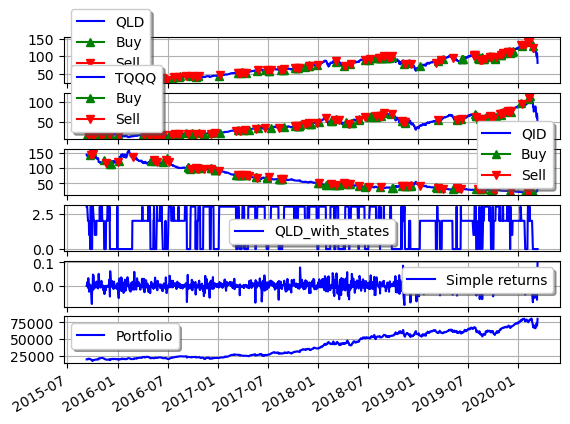 QLD
Buy
Sell
150
100
50
TQQQ
Buy
Sell
100
50
QID
Buy
Sell
150
100
50
QLD_with_states
2.5
0.0
Simple returns
0.1
0.0
Portfolio
75000
50000
25000
2015-07 2016-01 2016-07 2017-01 2017-07 2018-01 2018-07 2019-01 2019-07 2020-01